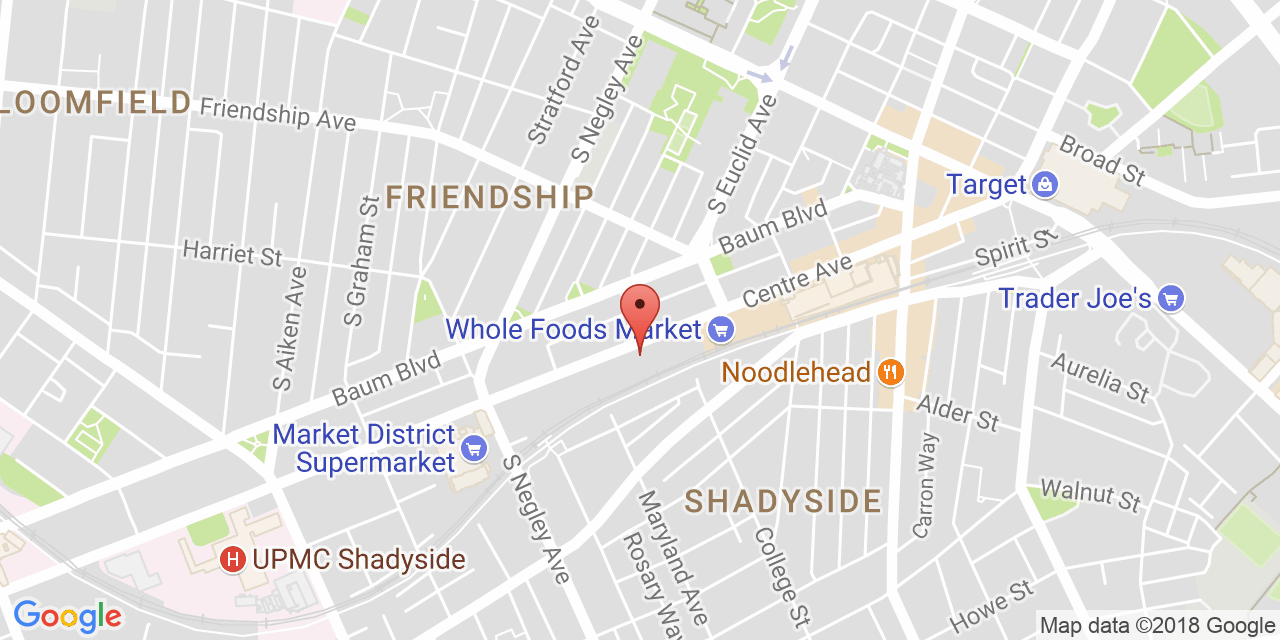 Stratford Ave
S Negley Ave
LOOMFIELD
Friendship Ave
S Euclid Ave
Broad St
FRIENDSHIP
Target
S Graham St
Baum Blvd
Harriet St
Spirit St
S Aiken Ave
Centre Ave
Trader Joe's
Whole Foods Market
Baum Blvd
Noodlehead
Aurelia St
Alder St
Market District
Supermarket
Carron Way
S Negley Ave
SHADYSIDE
Walnut St
Maryland Ave
College St
Rosary Way
H UPMC Shadyside
Howe St
Google
Map data ©2018 Google